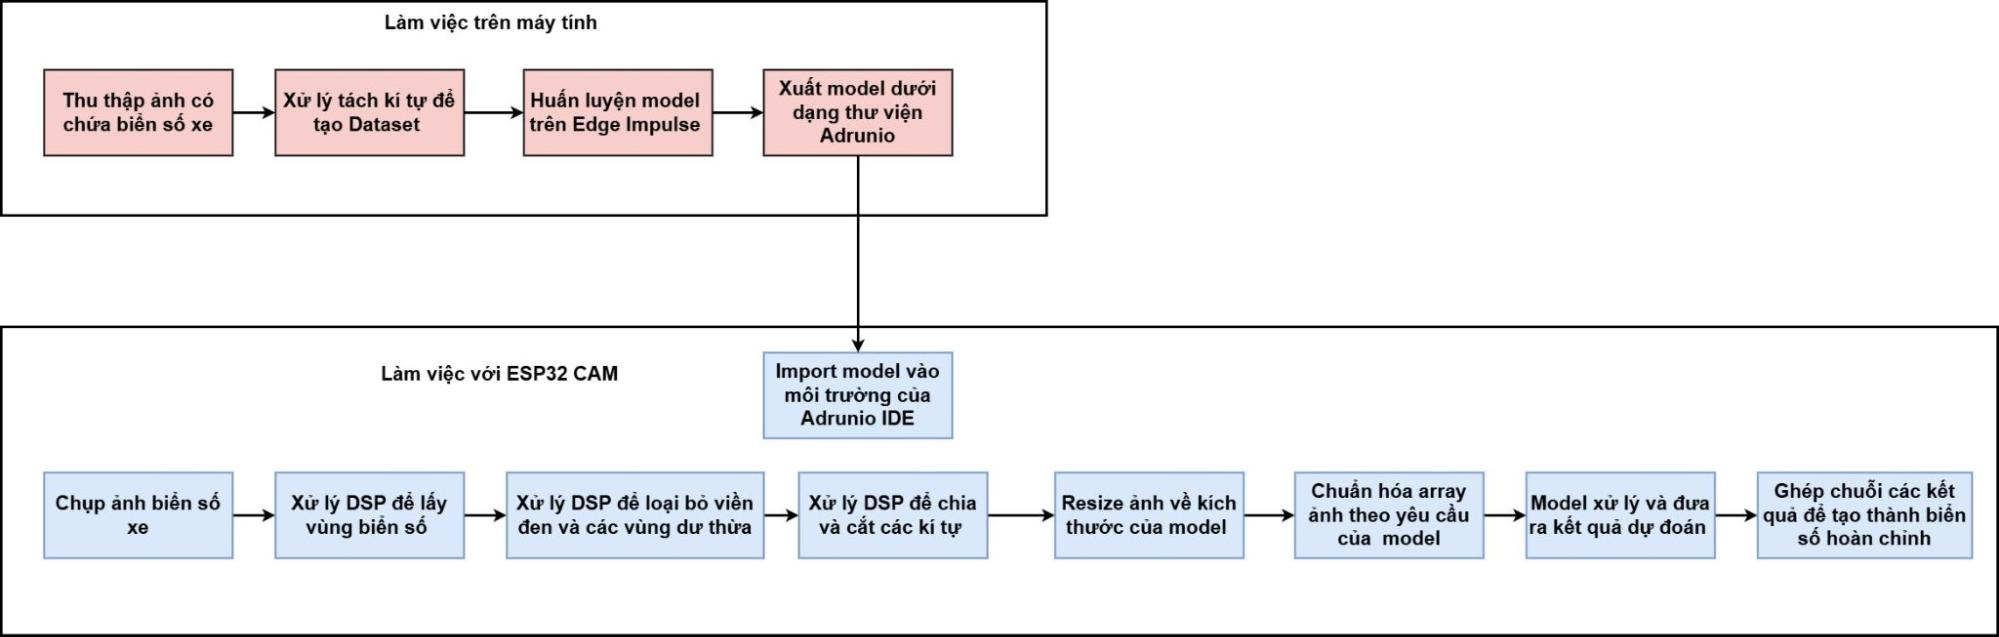 Làm việc trên máy tính
Thu thập ảnh có
chứa biển số xe
Xử lý tách kí tự để
tạo Dataset
Huấn luyện model
trên Edge Impulse
Xuất model dưới
dạng thư viện
Adrunio
Làm việc với ESP32 CAM
Import model vào
môi trường của
Adrunio IDE
Chụp ảnh biển số
xe
Xử lý DSP để lấy
vùng biển số
Xử lý DSP để loại bỏ viền
đen và các vùng dư thừa
Xử lý DSP để chia
và cắt các kí tự
Resize ảnh về kích
thước của model
Chuẩn hóa array
ảnh theo yêu cầu
của model
Model xử lý và đưa
ra kết quả dự đoán
Ghép chuỗi các kết
quả để tạo thành biển
số hoàn chỉnh